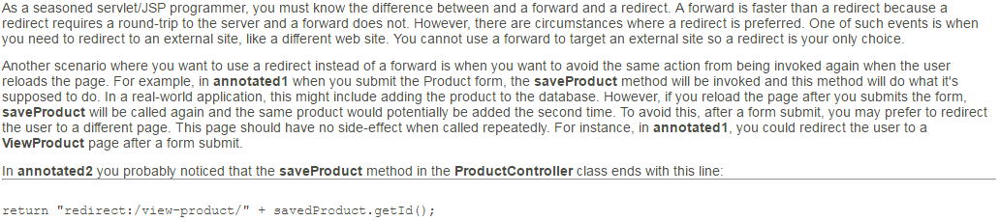 As a seasoned servlet/JSP programmer, you must know the difference between and a forward and a redirect. A forward is faster than a redirect because a
redirect requires a round-trip to the server and a forward does not. However, there are circumstances where a redirect is preferred. One of such events is when
you need to redirect to an external site, like a different web site. You cannot use a forward to target an external site so a redirect is your only choice.
Another scenario where you want to use a redirect instead of a forward is when you want to avoid the same action from being invoked again when the user
reloads the page. For example, in annotated1 when you submit the Product form, the saveProduct method will be invoked and this method will do what it's
supposed to do. In a real-world application, this might include adding the product to the database. However, if you reload the page after you submits the form,
saveProduct will be called again and the same product would potentially be added the second time. To avoid this, after a form submit, you may prefer to redirect
the user to a different page. This page should have no side-effect when called repeatedly. For instance, in annotated1, you could redirect the user to a
ViewProduct page after a form submit.
In annotated2 you probably noticed that the saveProduct method in the ProductController class ends with this line:
return "redirect:/view-product/" + savedProduct.getId();